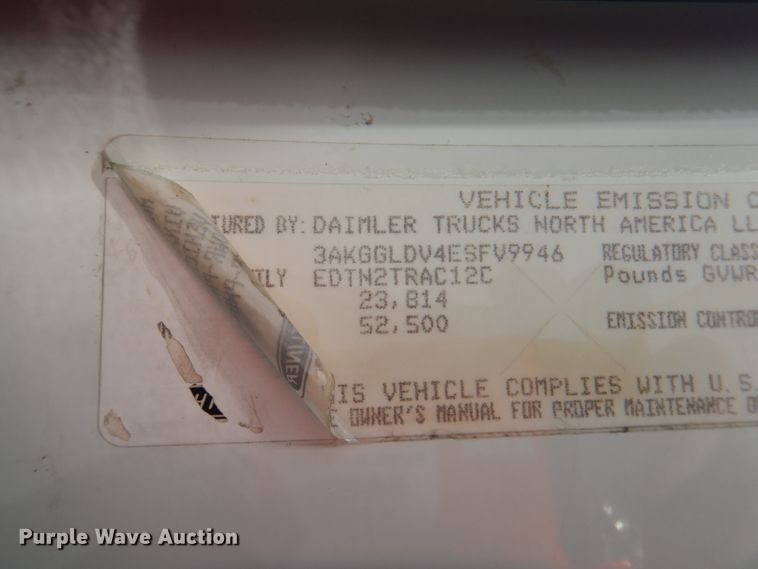 VEHICLE EMISSION C
TURED BY: DAIMLER TRUCKS NORTH AMERICA LL
3AKGGLDV4ESFV9946 REGULATORY CLASS
ILY EDTN2TRAC12C Pounds GVWR
23,814
52,500 EMISSION CONTRO
IS VEHICLE COMPLIES WITH U.S.
E OWNER'S MANUAL FOR PROPER MAINTENANCE O
LINER
Purple Wave Auction